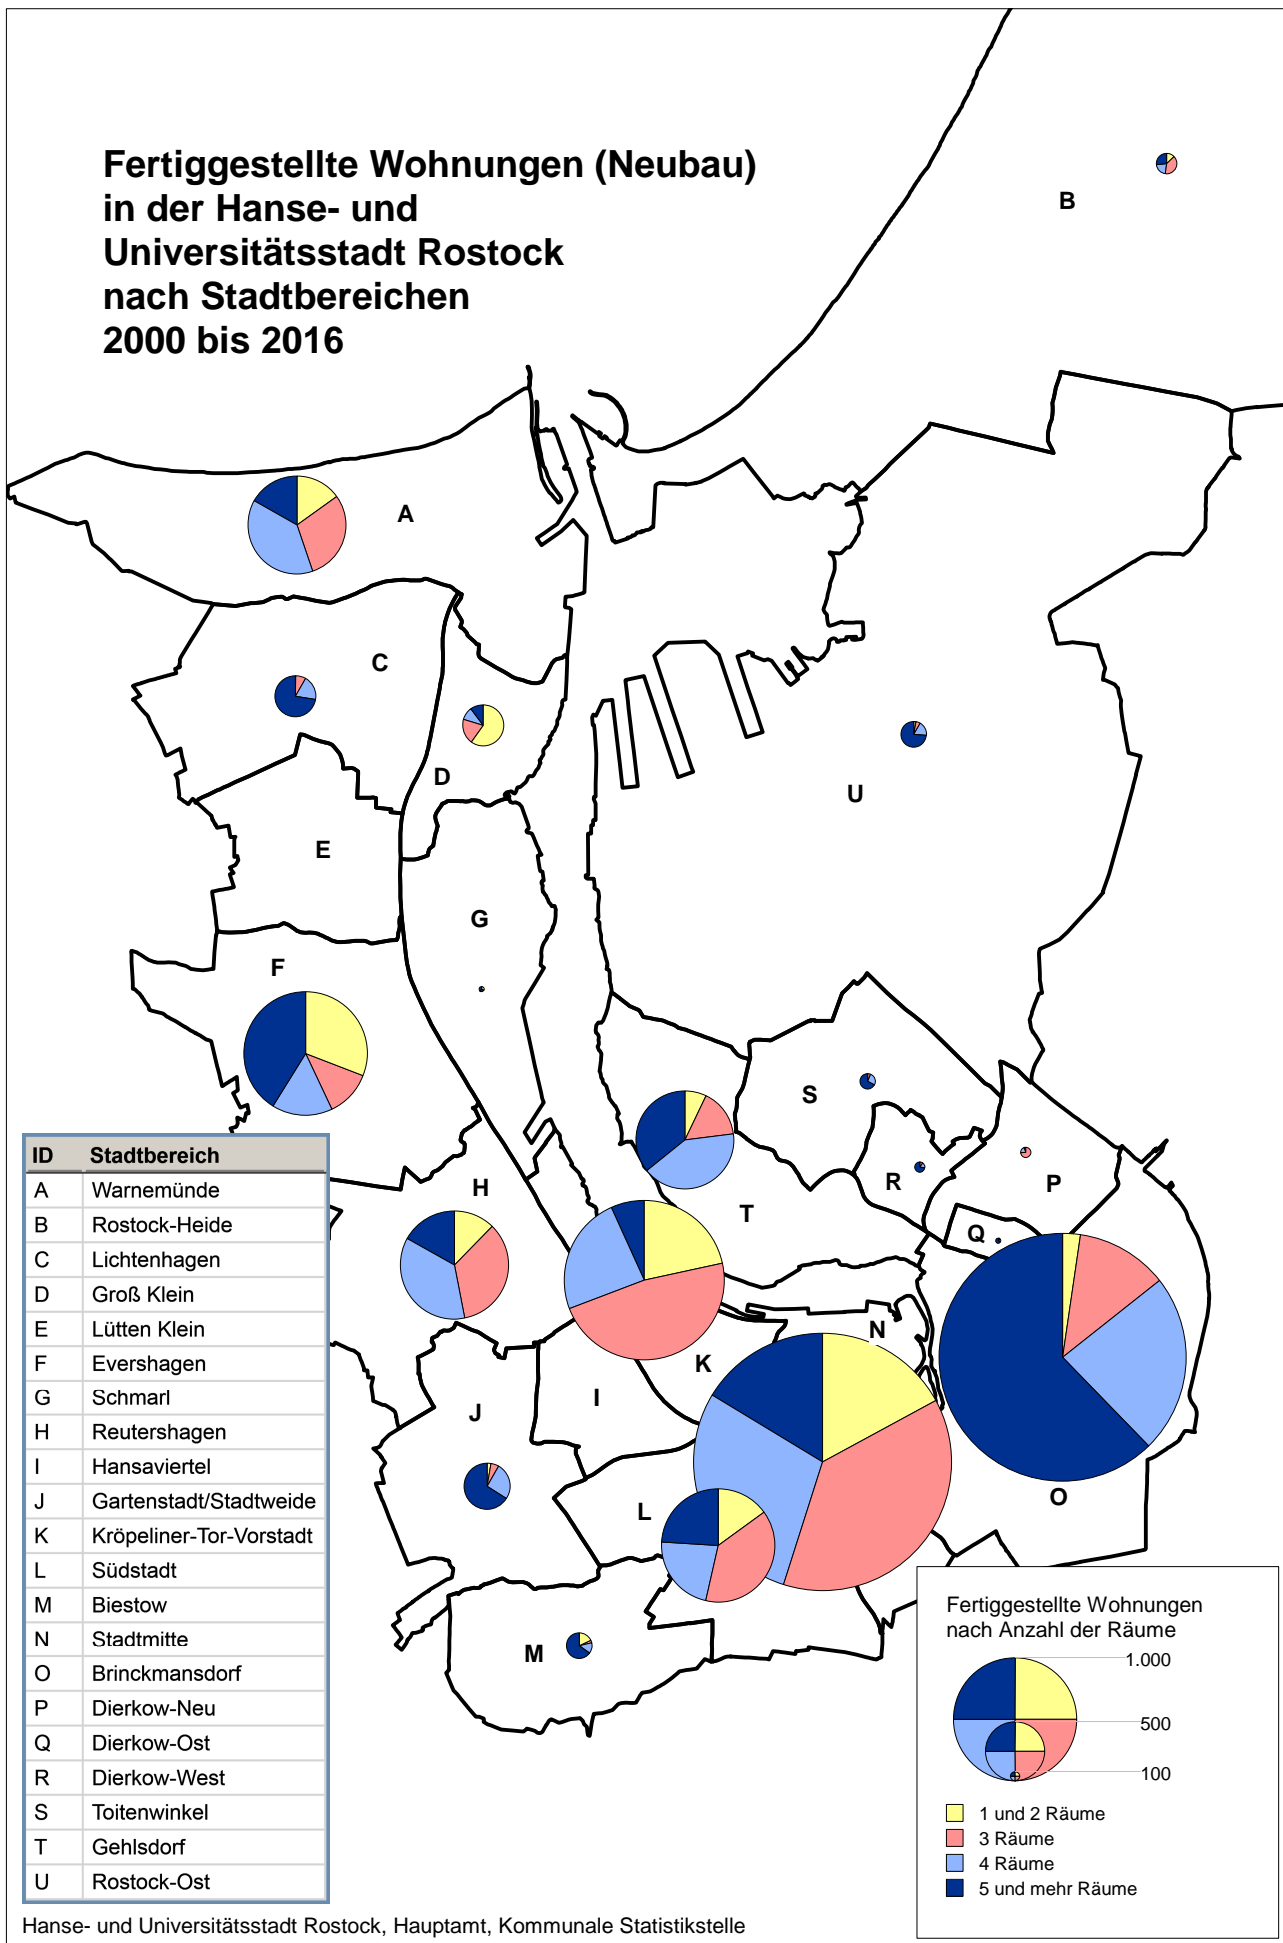 Fertiggestellte Wohnungen (Neubau)
in der Hanse- und
Universitätsstadt Rostock
nach Stadtbereichen
2000 bis 2016
B
A
C
D
U
E
G
F
S
H
R
P
T
Q
N
K
I
J
L
O
M
ID Stadtbereich
A Warnemünde
B Rostock-Heide
C Lichtenhagen
D Groß Klein
E Lütten Klein
F Evershagen
G Schmarl
H Reutershagen
I Hansaviertel
J Gartenstadt/Stadtweide
K Kröpeliner-Tor-Vorstadt
L Südstadt
M Biestow
N Stadtmitte
O Brinckmansdorf
P Dierkow-Neu
Q Dierkow-Ost
R Dierkow-West
S Toitenwinkel
T Gehlsdorf
U Rostock-Ost
Fertiggestellte Wohnungen
nach Anzahl der Räume
1.000
500
100
1 und 2 Räume
3 Räume
4 Räume
5 und mehr Räume
Hanse- und Universitätsstadt Rostock, Hauptamt, Kommunale Statistikstelle